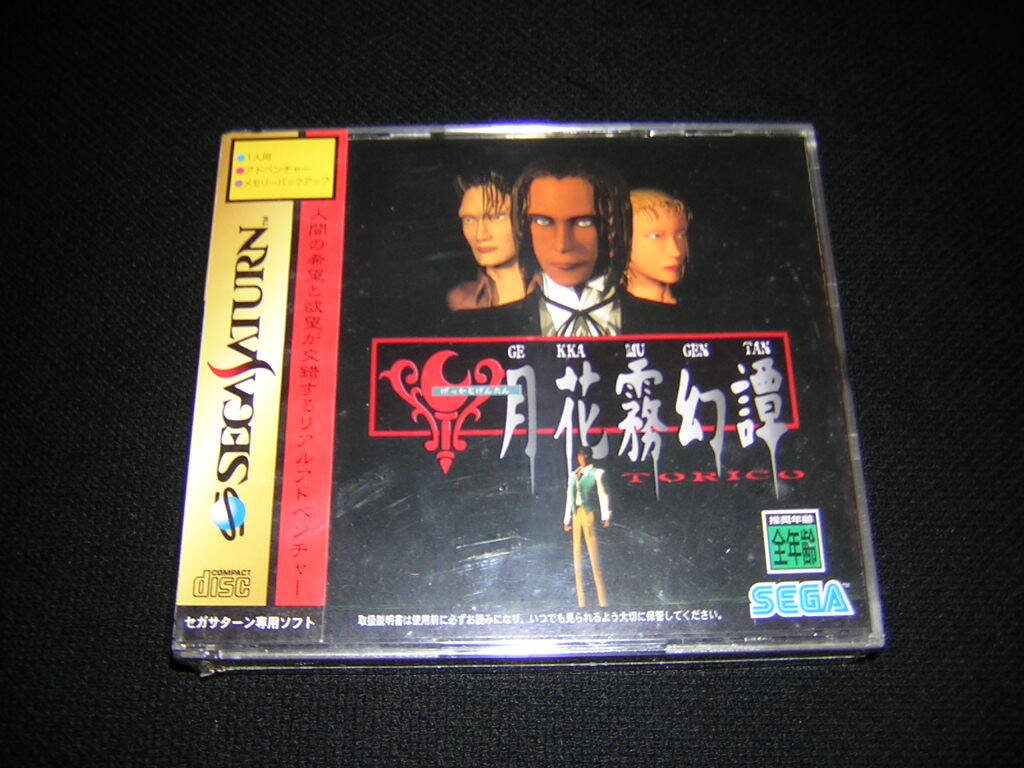 ●1人用
●アドベンチャー
●メモリーバックアップ
SEGA SATURN™
人間の希望と欲望が交錯するリアルアドベンチャー
COMPACT
disc
セガサターン専用ソフト
GE KKA MU GEN TAN
げっかむげんたん
月花霧幻譚
TORICO
推奨年齢
全年齢
SEGA™
取扱説明書は使用前に必ずお読みになり、いつでも見られるよう大切に保管してください。